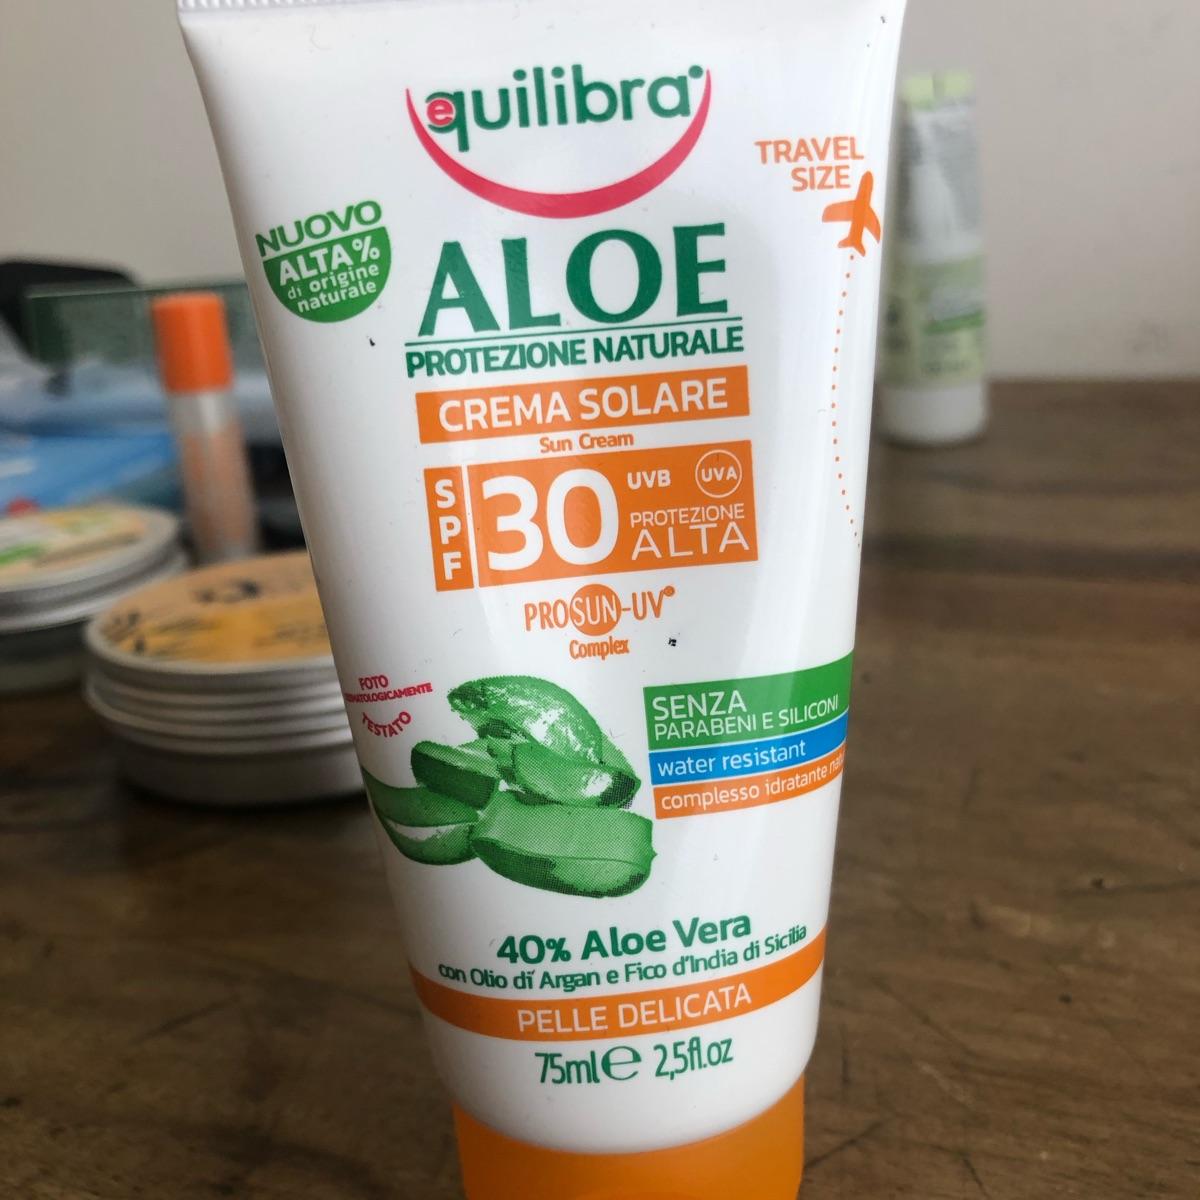 equilibra
TRAVEL
SIZE
NUOVO
ALTA%
di origine
naturale
ALOE
PROTEZIONE NATURALE
CREMA SOLARE
Sun Cream
SPF
30
UVB
UVA
PROTEZIONE
ALTA
PROSUN-UV®
Complex
FOTO
TESTATO
SENZA
PARABENI E SILICONI
water resistant
complesso idratante
40% Aloe Vera
con Olio di Argan e Fico d'India di Sicilia
PELLE DELICATA
75ml e 2,5fl.oz